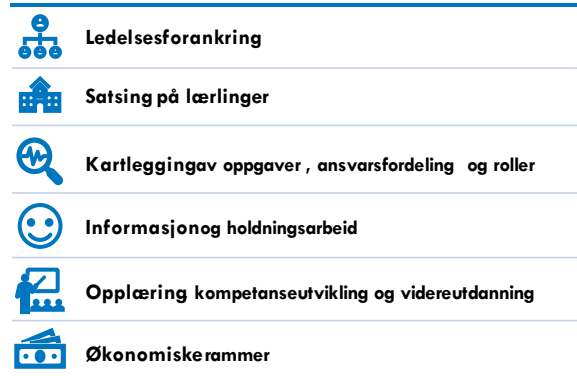 Ledelsesforankring
Satsing på lærlinger
Kartleggingav oppgaver , ansvarsfordeling og roller
Informasjonog holdningsarbeid
Opplæring kompetanseutvikling og videreutdanning
Økonomiskerammer